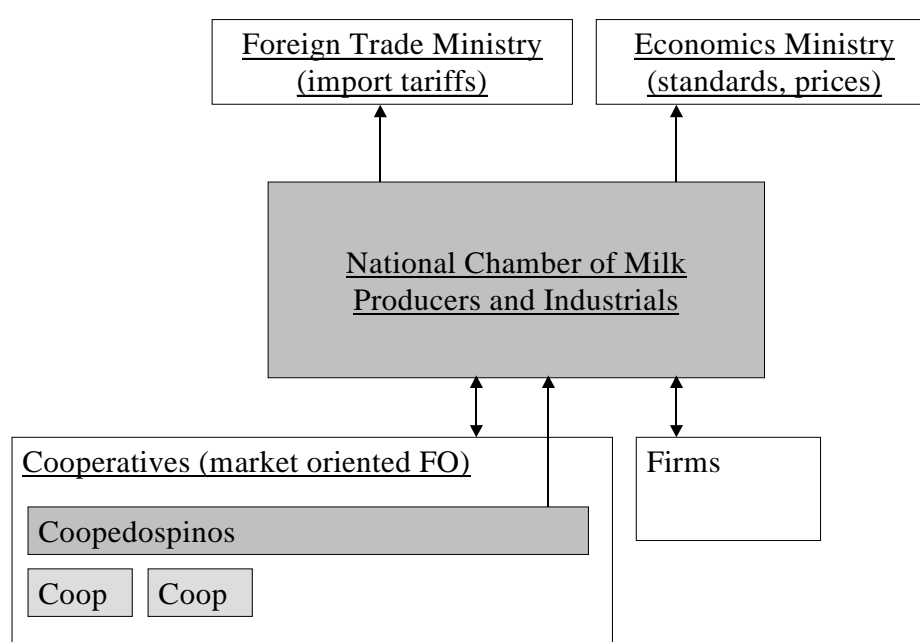 Foreign Trade Ministry
(import tariffs)
Economics Ministry
(standards, prices)
National Chamber of Milk
Producers and Industrials
Cooperatives (market oriented FO)
Firms
Coopedospinos
Coop
Coop